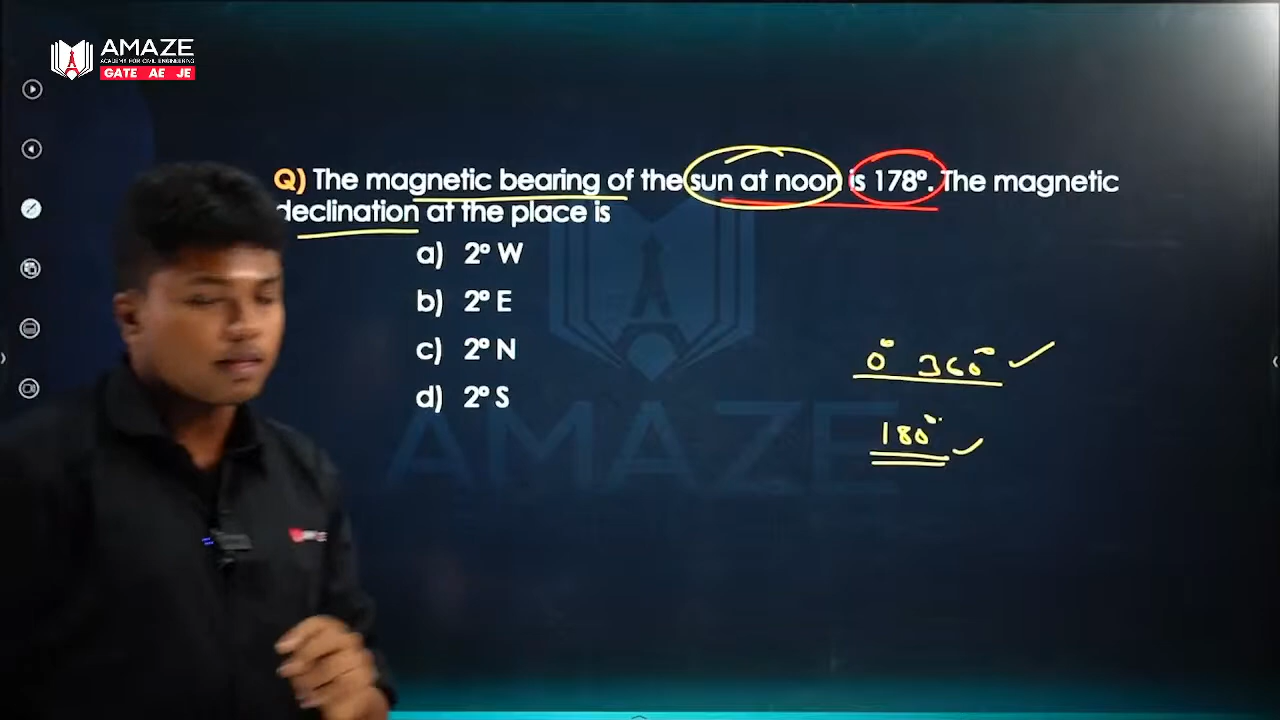 AMAZE
ACADEMY FOR CIVIL ENGINEERING
GATE AE JE
Q) The magnetic bearing of the sun at noon is 178°. The magnetic
declination at the place is
a) 2° W
b) 2° E
c) 2° N
d) 2° S
0° 360°
180°
AMAZE